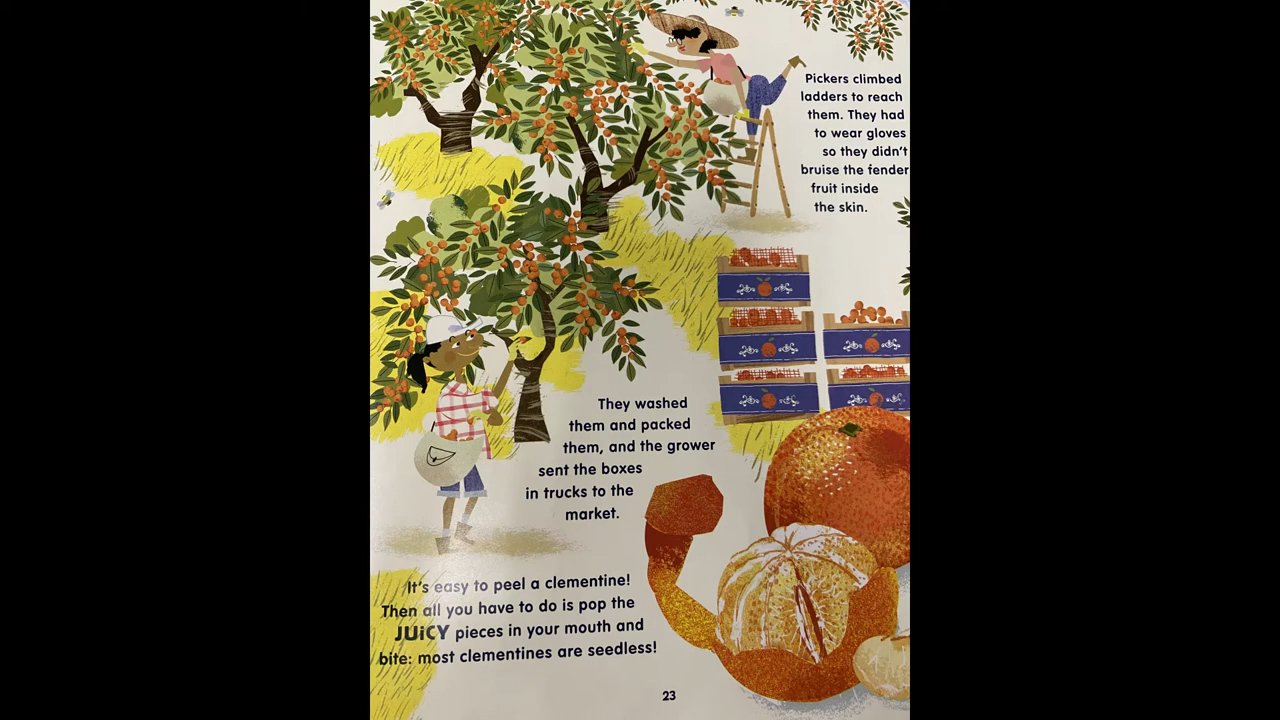 Pickers climbed
ladders to reach
them. They had
to wear gloves
so they didn't
bruise the tender
fruit inside
the skin.
They washed
them and packed
them, and the grower
sent the boxes
in trucks to the
market.
It's easy to peel a clementine!
Then all you have to do is pop the
JUiCY pieces in your mouth and
bite: most clementines are seedless!
23